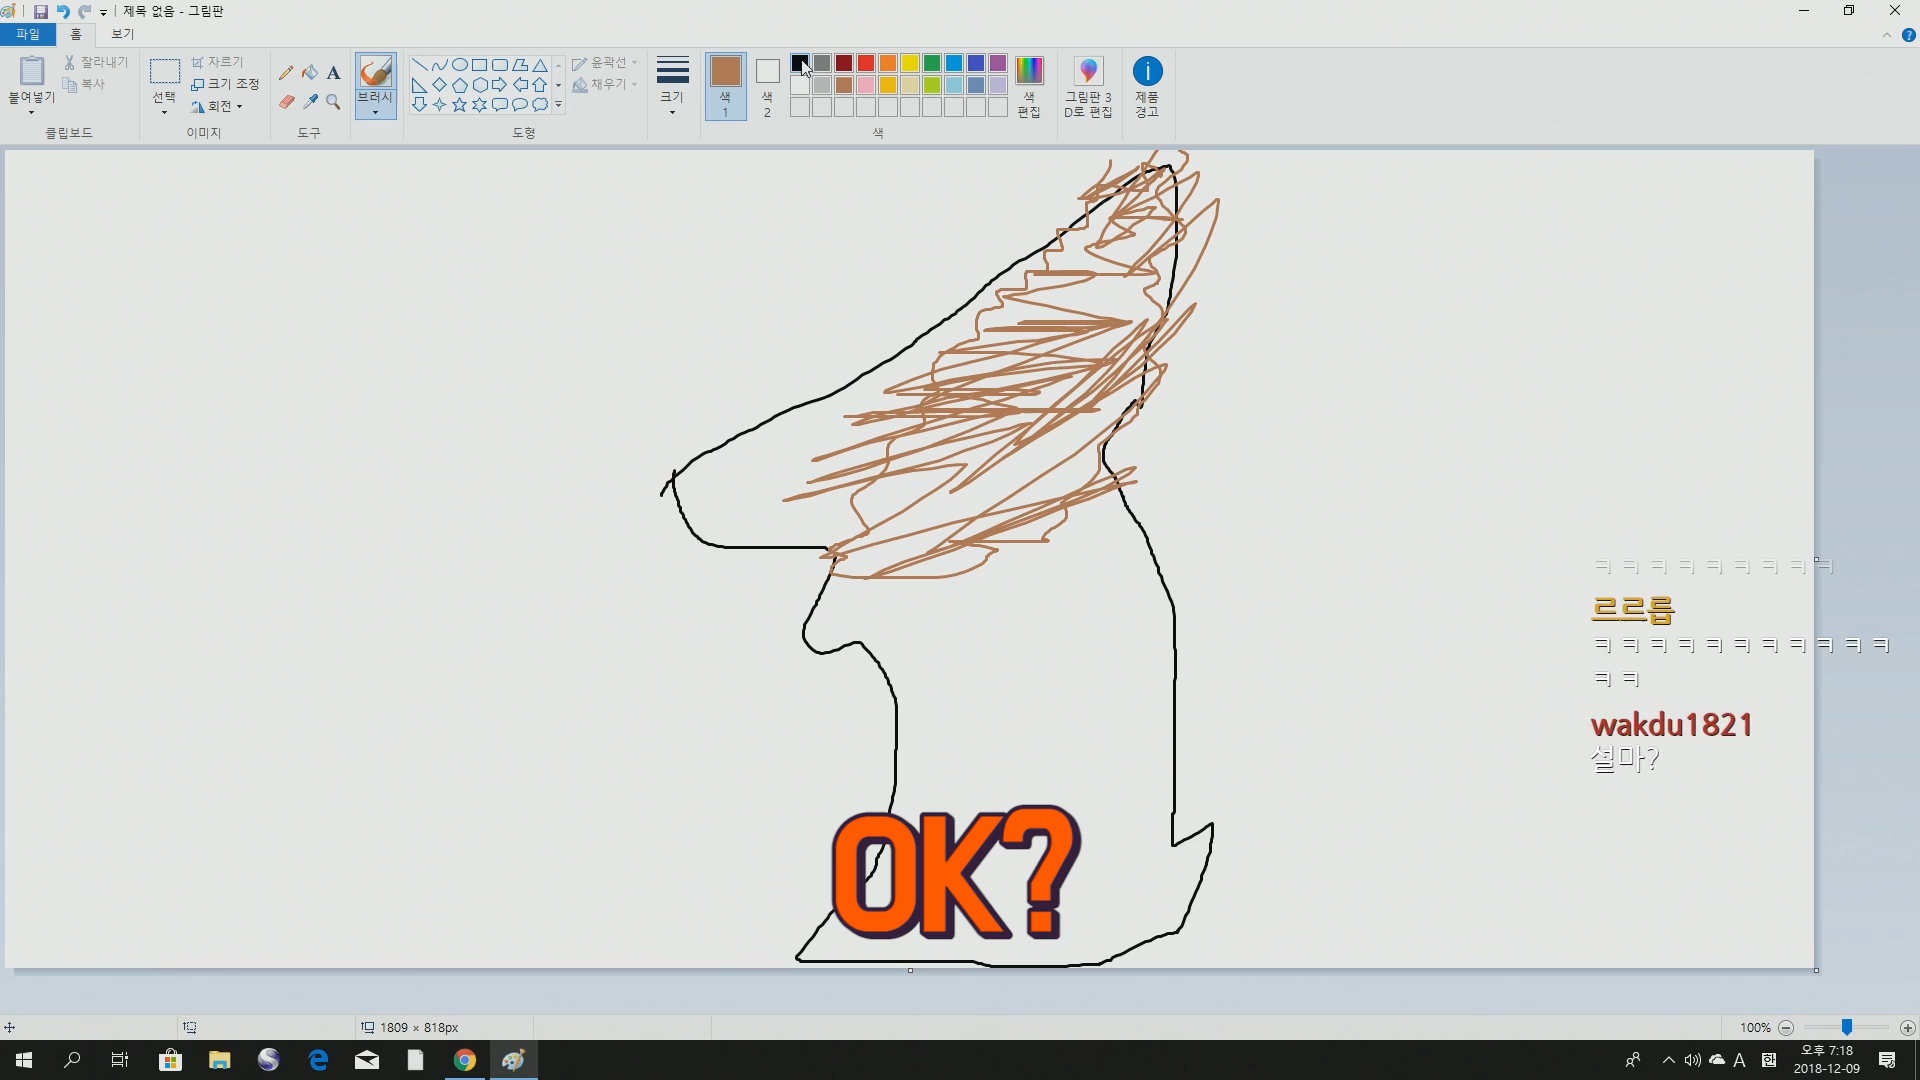 제목 없음 - 그림판
파일 홈 보기
붙여넣기
잘라내기
복사
클립보드
선택
자르기
크기 조정
회전
이미지
A
도구
브러시
윤곽선
채우기
도형
크기
색
1
색
2
색
편집
색
그림판 3
D로 편집
제품
경고
ㅋㅋㅋㅋㅋㅋㅋㅋㅋ
르르릅
ㅋㅋㅋㅋㅋㅋㅋㅋㅋㅋㅋ
ㅋㅋ
wakdu1821
설마?
OK?
1809 × 818px
100%
A 한
오후 7:18
2018-12-09